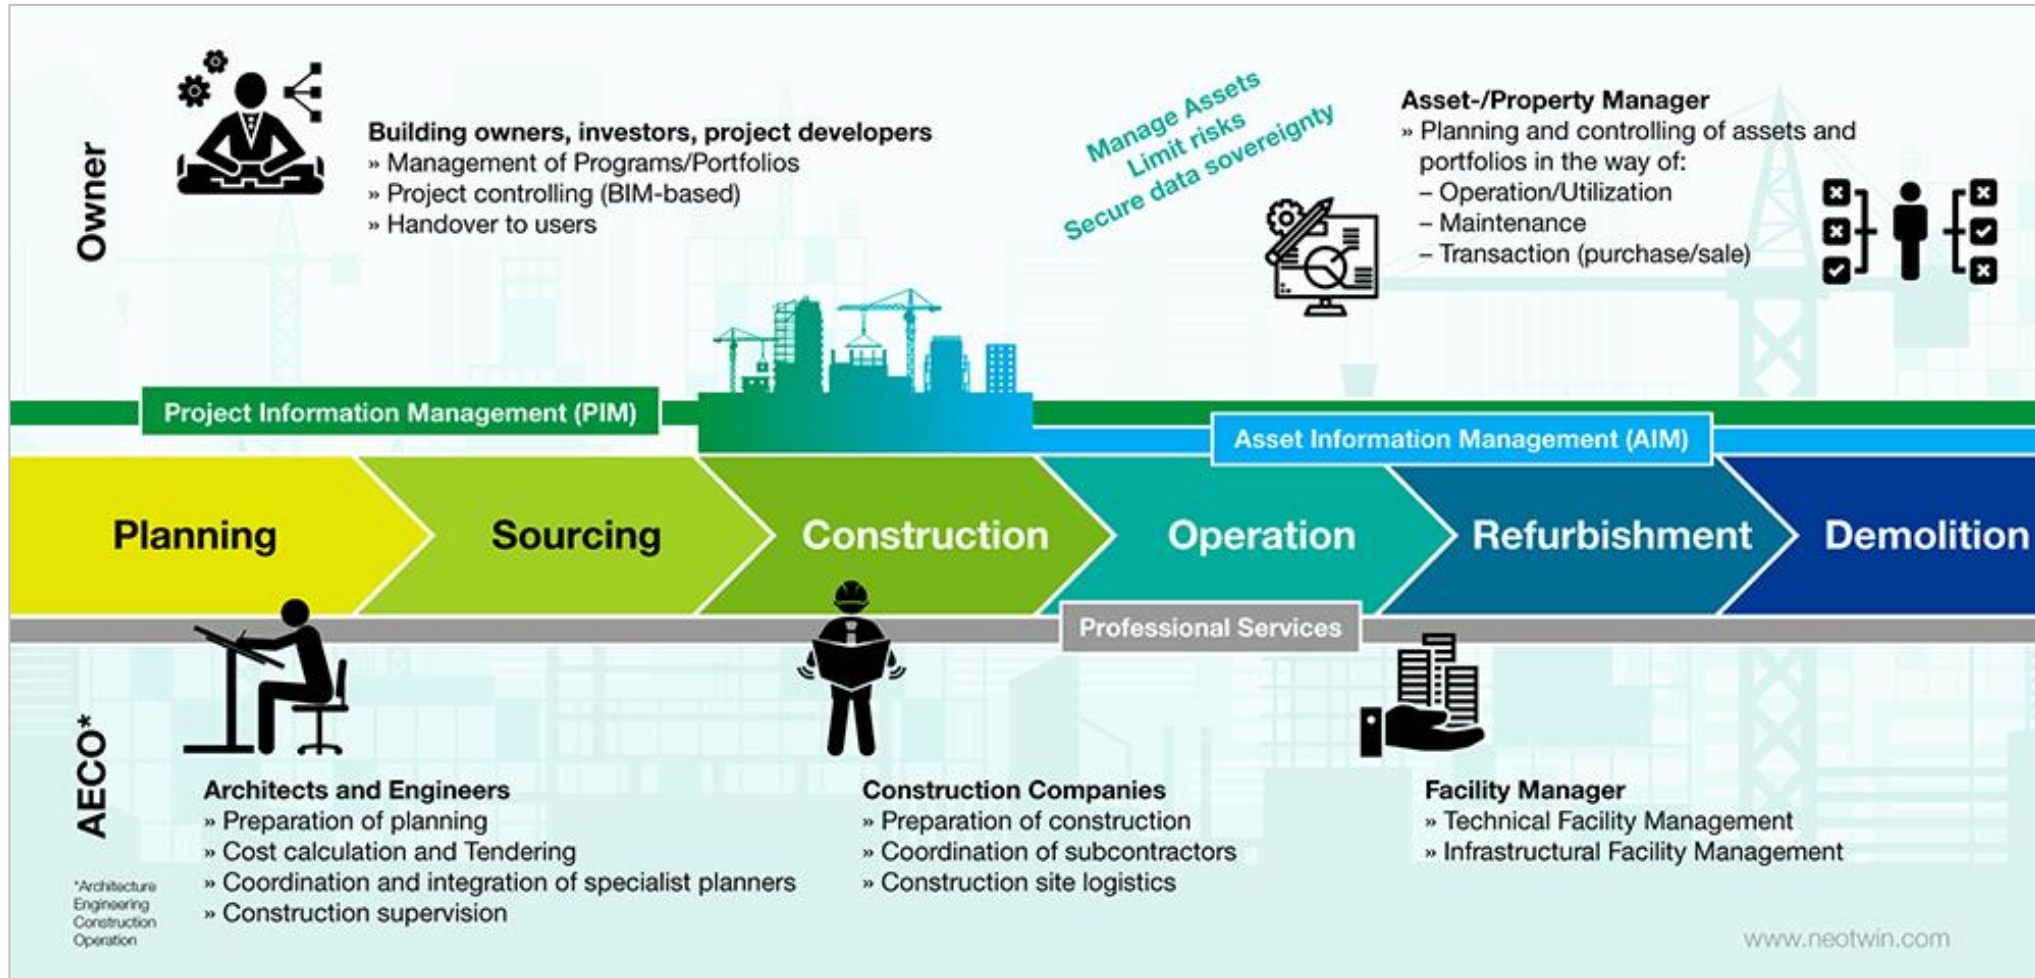 Owner
Building owners, investors, project developers
» Management of Programs/Portfolios
» Project controlling (BIM-based)
» Handover to users
Manage Assets
Limit risks
Secure data sovereignty
Asset-/Property Manager
» Planning and controlling of assets and
portfolios in the way of:
– Operation/Utilization
– Maintenance
– Transaction (purchase/sale)
Project Information Management (PIM)
Asset Information Management (AIM)
Planning
Sourcing
Construction
Operation
Refurbishment
Demolition
Professional Services
AECO*
Architects and Engineers
» Preparation of planning
» Cost calculation and Tendering
» Coordination and integration of specialist planners
» Construction supervision
Construction Companies
» Preparation of construction
» Coordination of subcontractors
» Construction site logistics
Facility Manager
» Technical Facility Management
» Infrastructural Facility Management
*Architecture
Engineering
Construction
Operation
www.neotwin.com